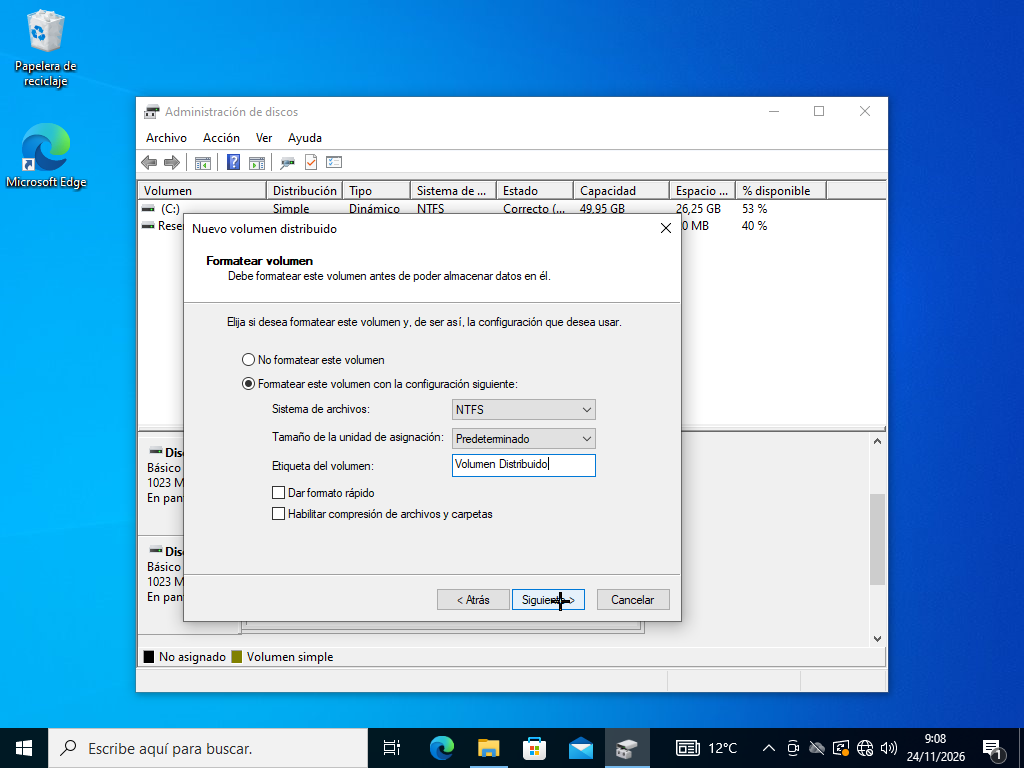 Papelera de
reciclaje
Microsoft Edge
Administración de discos
Archivo Acción Ver Ayuda
Volumen Distribución Tipo Sistema de ... Estado Capacidad Espacio ... % disponible
(C:) Simple Dinámico NTFS Correcto (... 49,95 GB 26,25 GB 53 %
0 MB 40 %
Nuevo volumen distribuido
Formatear volumen
Debe formatear este volumen antes de poder almacenar datos en él.
Elija si desea formatear este volumen y, de ser así, la configuración que desea usar.
No formatear este volumen
Formatear este volumen con la configuración siguiente:
Sistema de archivos: NTFS
Tamaño de la unidad de asignación: Predeterminado
Etiqueta del volumen: Volumen Distribuido
Dar formato rápido
Habilitar compresión de archivos y carpetas
< Atrás Siguiente > Cancelar
Básico
1023 M
En pan
Básico
1023 M
En pan
No asignado Volumen simple
Escribe aquí para buscar.
12°C
9:08
24/11/2026
1